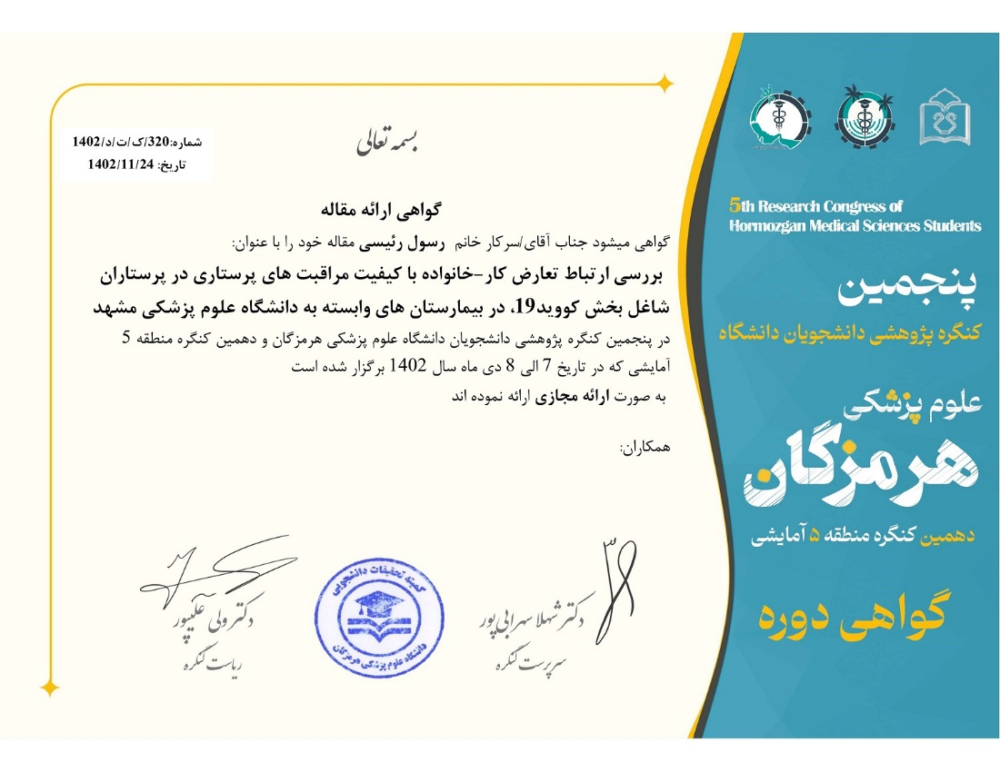 بسمه تعالی
شماره:320/ک/ت/د/1402
تاریخ: 1402/11/24
گواهی ارائه مقاله
گواهی میشود جناب آقای/سرکار خانم رسول رئیسی مقاله خود را با عنوان:
بررسی ارتباط تعارض کار-خانواده با کیفیت مراقبت های پرستاری در پرستاران
شاغل بخش کووید19، در بیمارستان های وابسته به دانشگاه علوم پزشکی مشهد
در پنجمین کنگره پژوهشی دانشجویان دانشگاه علوم پزشکی هرمزگان و دهمین کنگره منطقه 5
آمایشی که در تاریخ 7 الی 8 دی ماه سال 1402 برگزار شده است
به صورت ارائه مجازی ارائه نموده اند
همکاران:
دکتر شهلا سهرابی پور
سرپرست کنگره
کمیته تحقیقات دانشجویی
دانشگاه علوم پزشکی هرمزگان
دکتر ولی علیپور
ریاست کنگره
5th Research Congress of
Hormozgan Medical Sciences Students
پنجمین
کنگره پژوهشی دانشجویان دانشگاه
علوم پزشکی
هرمزگان
دهمین کنگره منطقه ۵ آمایشی
گواهی دوره